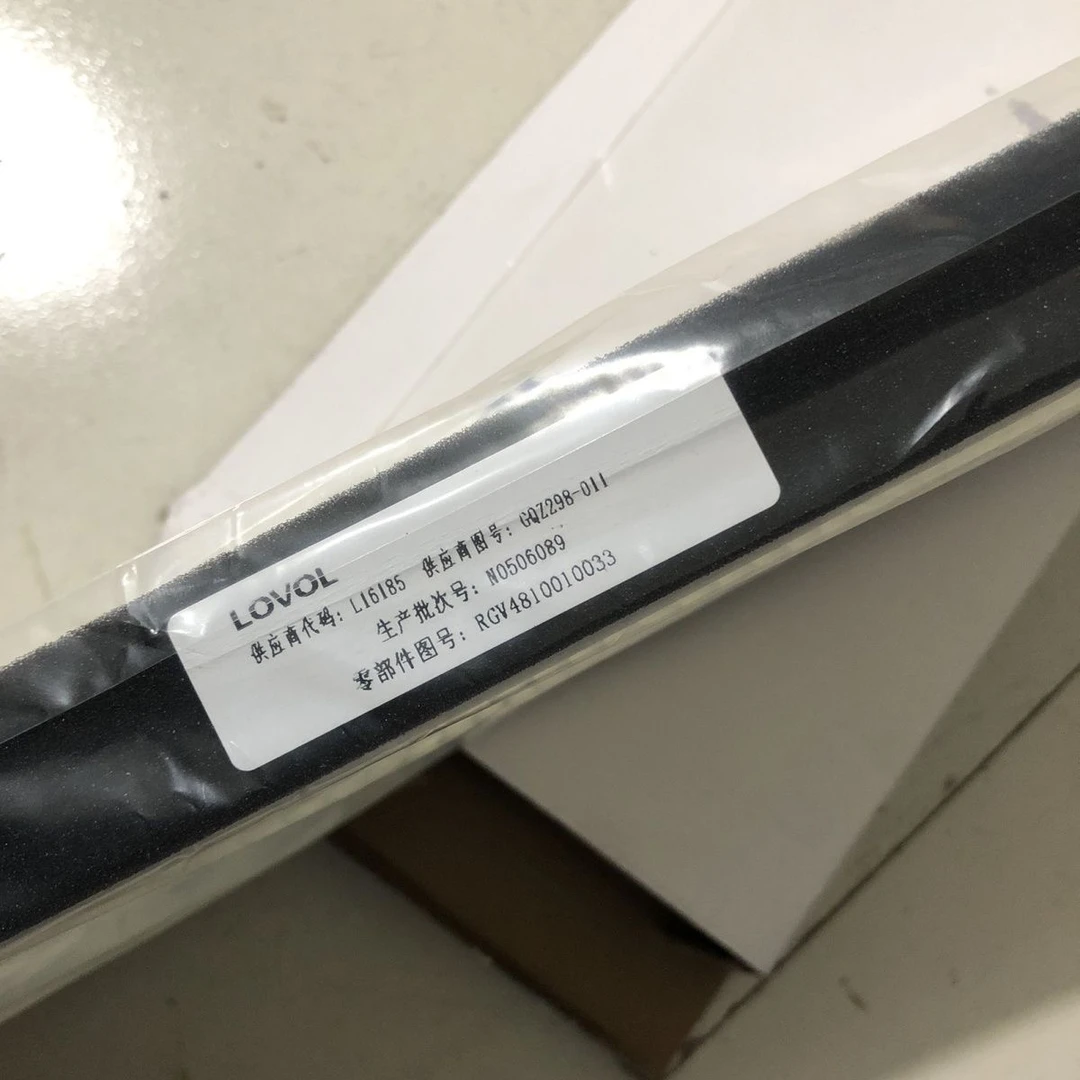 LOVOL
供应商代码: L16185 供应商图号: GQZ298-011
生产批次号: N0506089
零部件图号: RGV4810010033